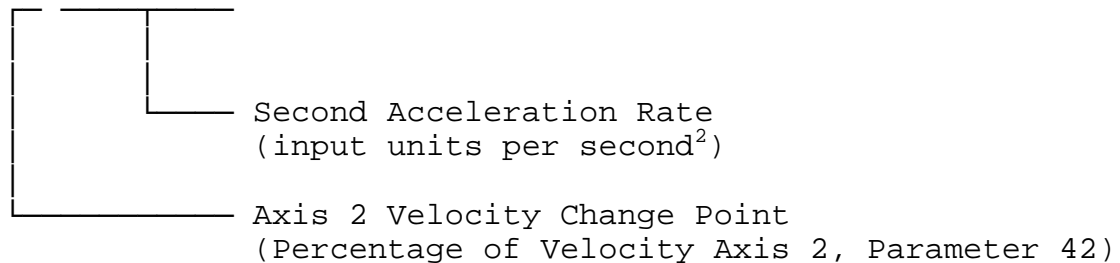 Second Acceleration Rate
(input units per second²)
Axis 2 Velocity Change Point
(Percentage of Velocity Axis 2, Parameter 42)